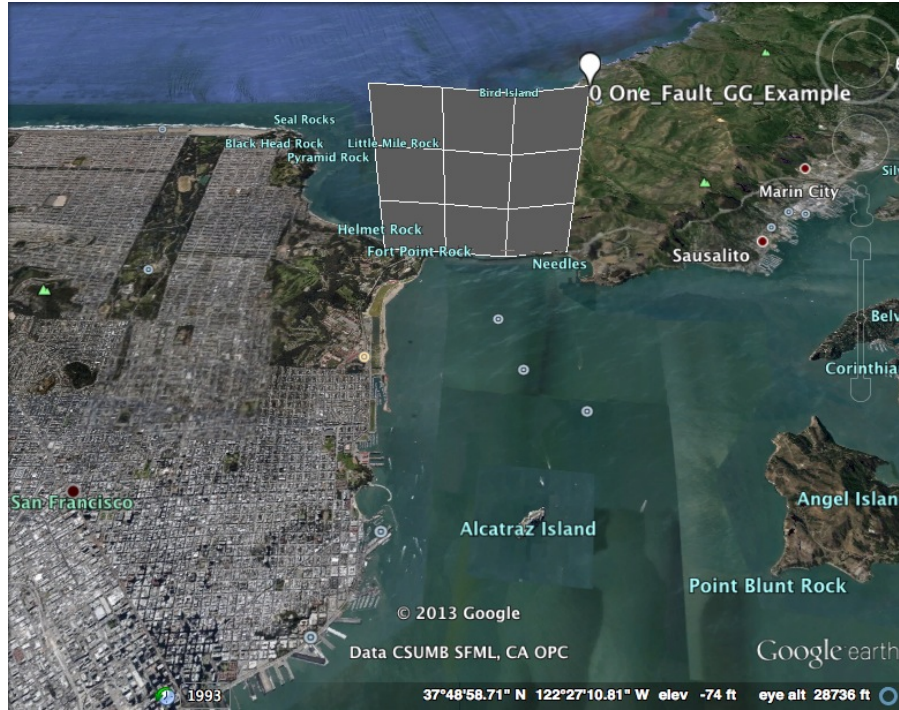 Bird Island
0 One_Fault_GG_Example
Seal Rocks
Black Head Rock
Little Mile Rock
Pyramid Rock
Marin City
Helmet Rock
Fort Point Rock
Needles
Sausalito
Corinthia
San Francisco
Angel Islan
Alcatraz Island
Point Blunt Rock
© 2013 Google
Data CSUMB SFML, CA OPC
Google earth
1993
37°48'58.71" N 122°27'10.81" W elev -74 ft eye alt 28736 ft